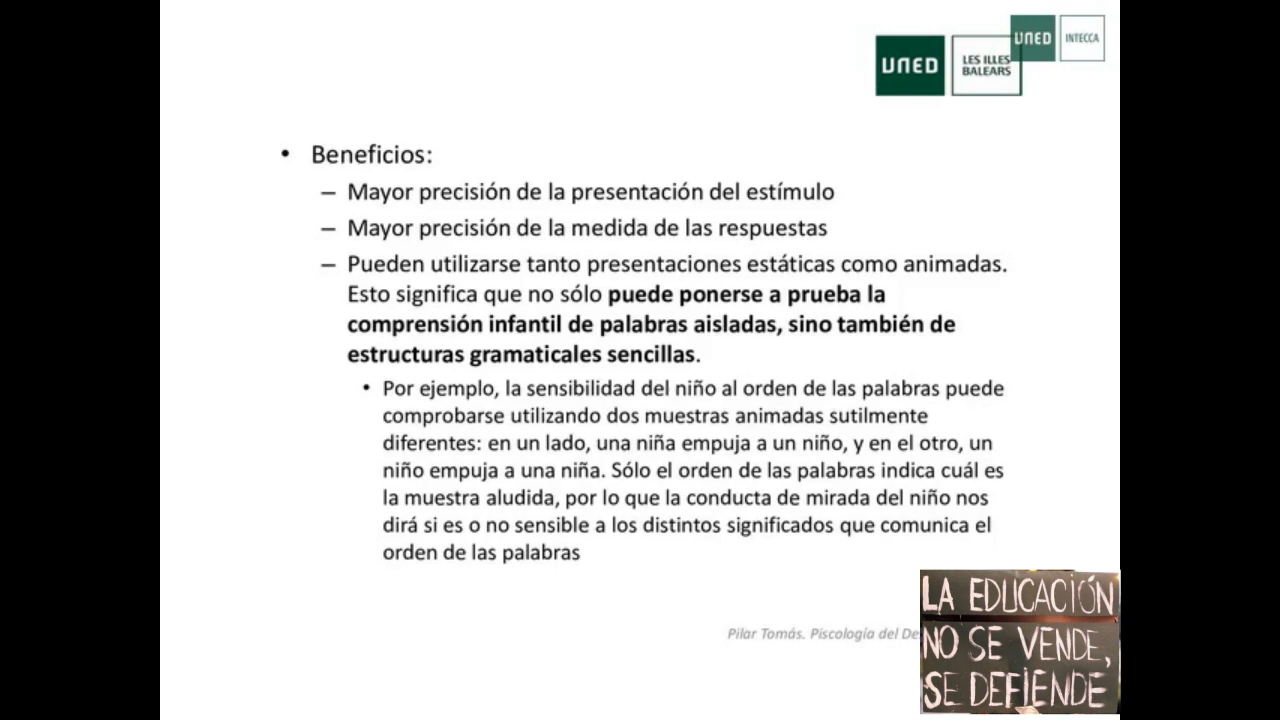 UNED
INTECCA
UNED
LES ILLES
BALEARS
• Beneficios:
– Mayor precisión de la presentación del estímulo
– Mayor precisión de la medida de las respuestas
– Pueden utilizarse tanto presentaciones estáticas como animadas.
Esto significa que no sólo puede ponerse a prueba la
comprensión infantil de palabras aisladas, sino también de
estructuras gramaticales sencillas.
• Por ejemplo, la sensibilidad del niño al orden de las palabras puede
comprobarse utilizando dos muestras animadas sutilmente
diferentes: en un lado, una niña empuja a un niño, y en el otro, un
niño empuja a una niña. Sólo el orden de las palabras indica cuál es
la muestra aludida, por lo que la conducta de mirada del niño nos
dirá si es o no sensible a los distintos significados que comunica el
orden de las palabras
Pilar Tomás. Piscología del
LA EDUCACIÓN
NO SE VENDE,
SE DEFIENDE